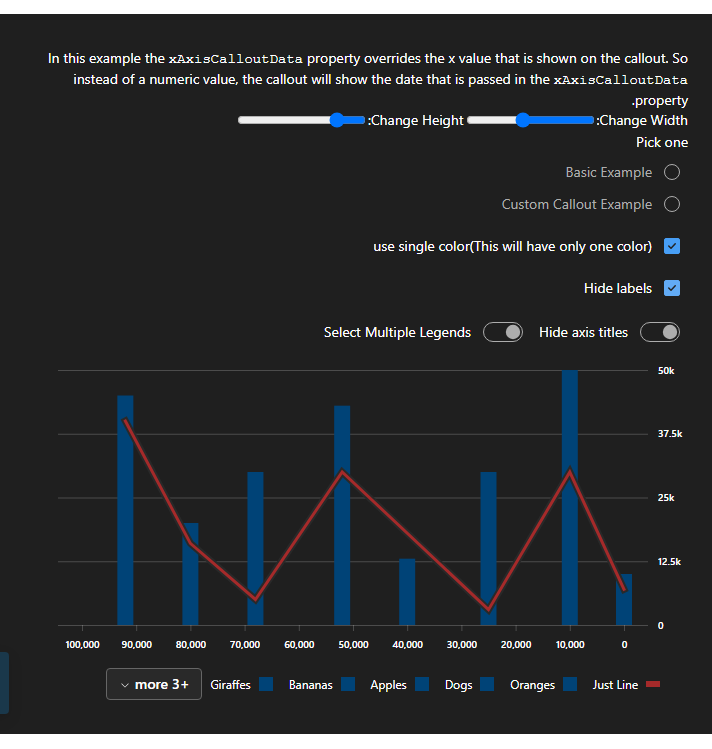 In this example the xAxisCalloutData property overrides the x value that is shown on the callout. So
instead of a numeric value, the callout will show the date that is passed in the xAxisCalloutData
.property
:Change Height :Change Width
Pick one
Basic Example
Custom Callout Example
use single color(This will have only one color)
Hide labels
Select Multiple Legends Hide axis titles
50k
37.5k
25k
12.5k
0
100,000 90,000 80,000 70,000 60,000 50,000 40,000 30,000 20,000 10,000 0
more 3+ Giraffes Bananas Apples Dogs Oranges Just Line